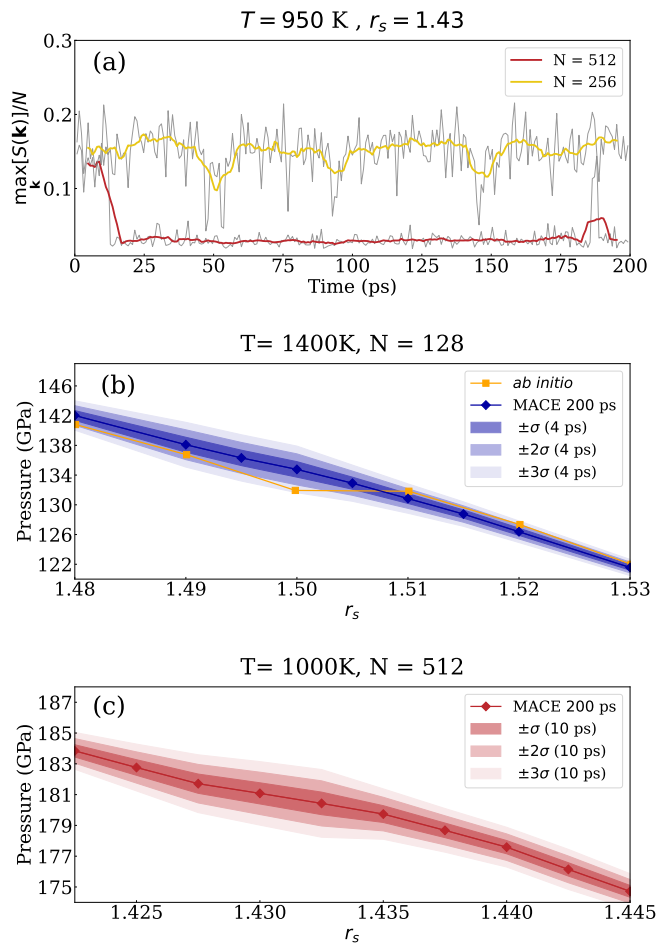 T = 950 K , r_s = 1.43
(a)
N = 512
N = 256
0.3
0.2
0.1
max[S(k)]/N
k
0 25 50 75 100 125 150 175 200
Time (ps)
T= 1400K, N = 128
(b)
ab initio
MACE 200 ps
±σ (4 ps)
±2σ (4 ps)
±3σ (4 ps)
146
142
138
134
130
126
122
Pressure (GPa)
1.48 1.49 1.50 1.51 1.52 1.53
r_s
T= 1000K, N = 512
(c)
MACE 200 ps
±σ (10 ps)
±2σ (10 ps)
±3σ (10 ps)
187
185
183
181
179
177
175
Pressure (GPa)
1.425 1.430 1.435 1.440 1.445
r_s